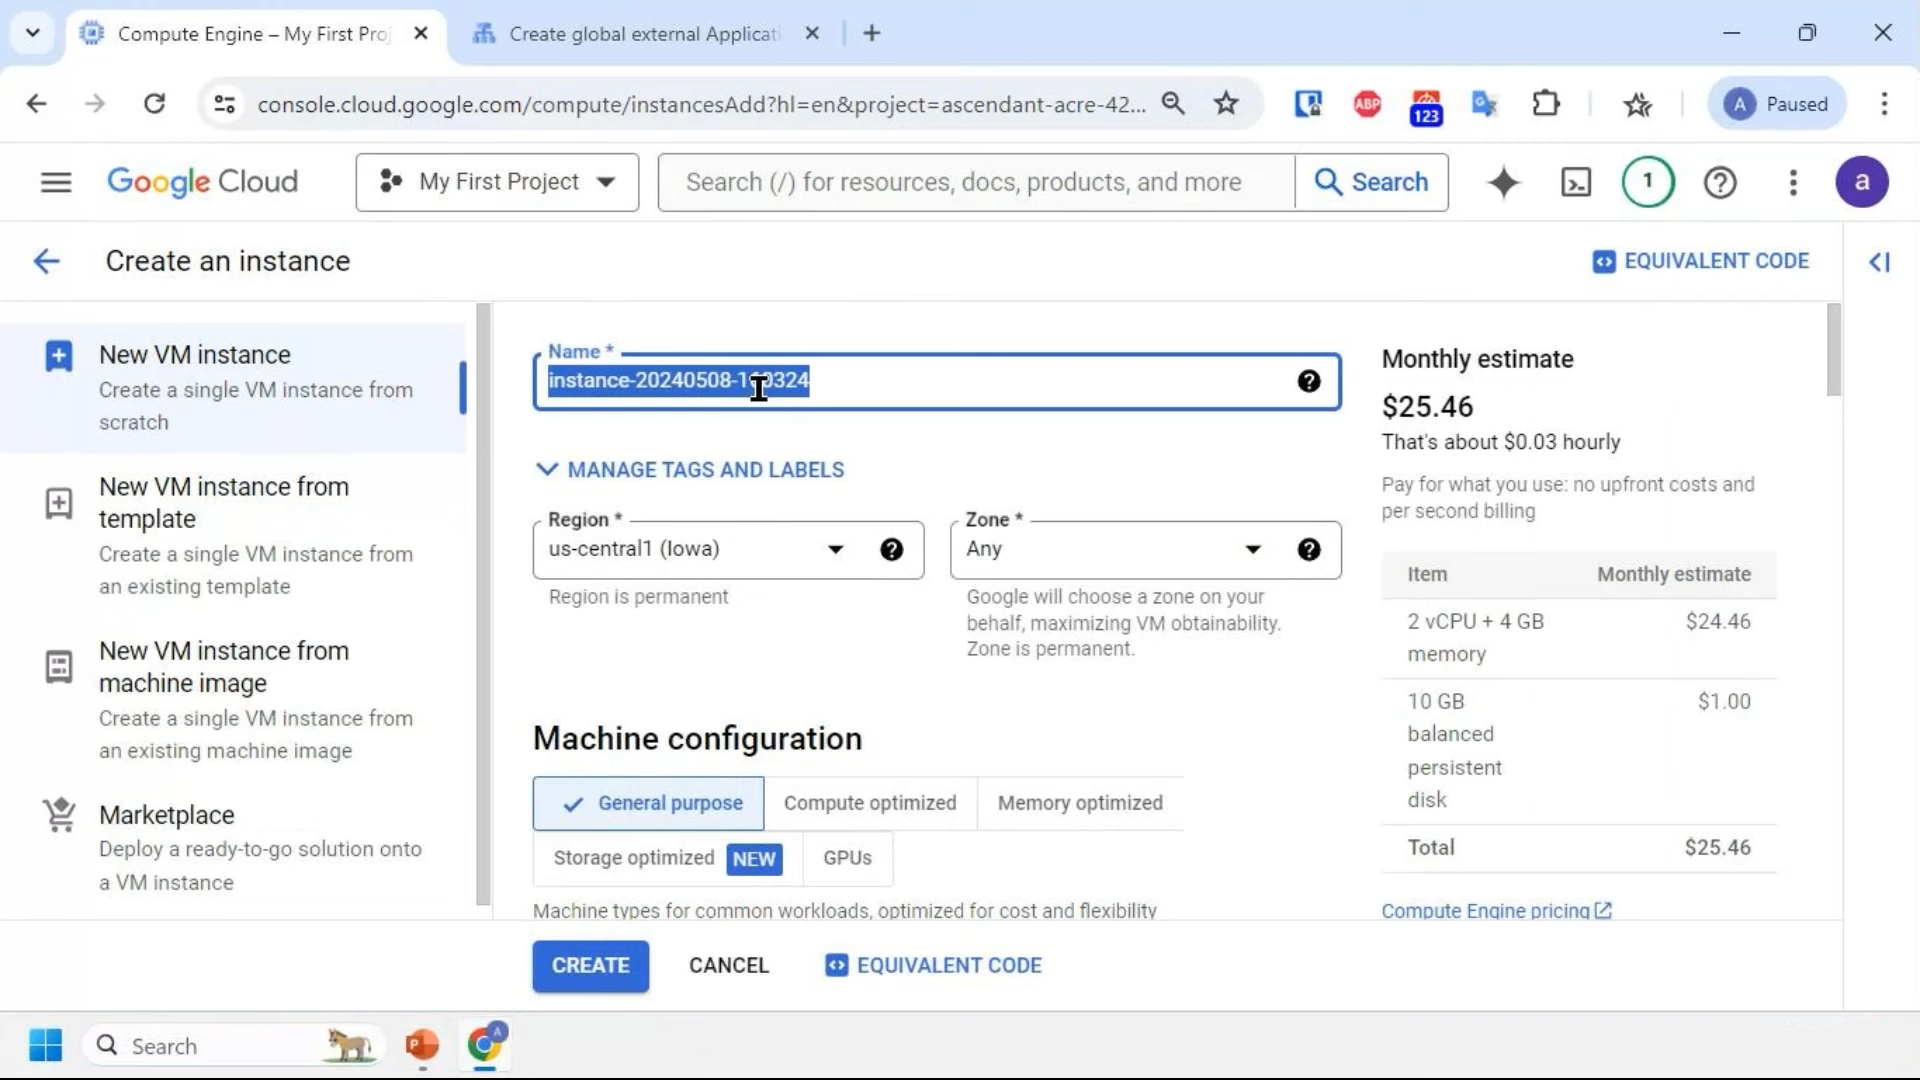 Compute Engine – My First Pro
Create global external Applicati
console.cloud.google.com/compute/instancesAdd?hl=en&project=ascendant-acre-42...
ABP
123
A Paused
Google Cloud
My First Project
Search (/) for resources, docs, products, and more
Search
1
a
Create an instance
EQUIVALENT CODE
New VM instance
Create a single VM instance from
scratch
New VM instance from
template
Create a single VM instance from
an existing template
New VM instance from
machine image
Create a single VM instance from
an existing machine image
Marketplace
Deploy a ready-to-go solution onto
a VM instance
Name *
MANAGE TAGS AND LABELS
Region *
us-central1 (Iowa)
Region is permanent
Zone *
Any
Google will choose a zone on your
behalf, maximizing VM obtainability.
Zone is permanent.
Machine configuration
General purpose
Compute optimized
Memory optimized
Storage optimized NEW
GPUs
Machine types for common workloads, optimized for cost and flexibility
Monthly estimate
$25.46
That's about $0.03 hourly
Pay for what you use: no upfront costs and
per second billing
Item Monthly estimate
2 vCPU + 4 GB $24.46
memory
10 GB $1.00
balanced
persistent
disk
Total $25.46
Compute Engine pricing
CREATE
CANCEL
EQUIVALENT CODE
Search
P
A